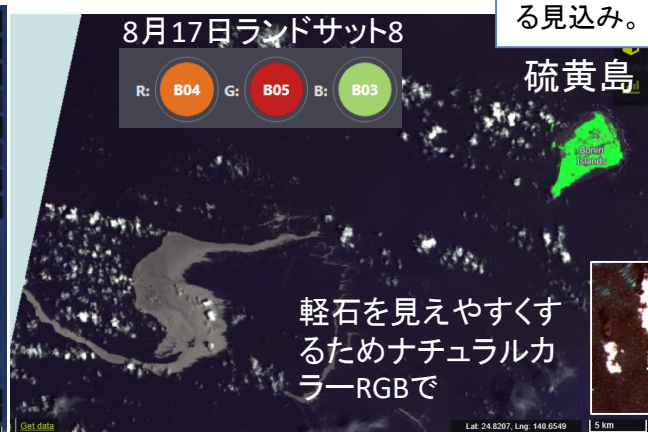 る見込み。
8月17日ランドサット8
R: B04 G: B05 B: B03
硫黄島
Bonin
Islands
軽石を見えやすくす
るためナチュラルカ
ラーRGBで
Get data
Lat: 24.8207, Lng: 140.6549
5 km